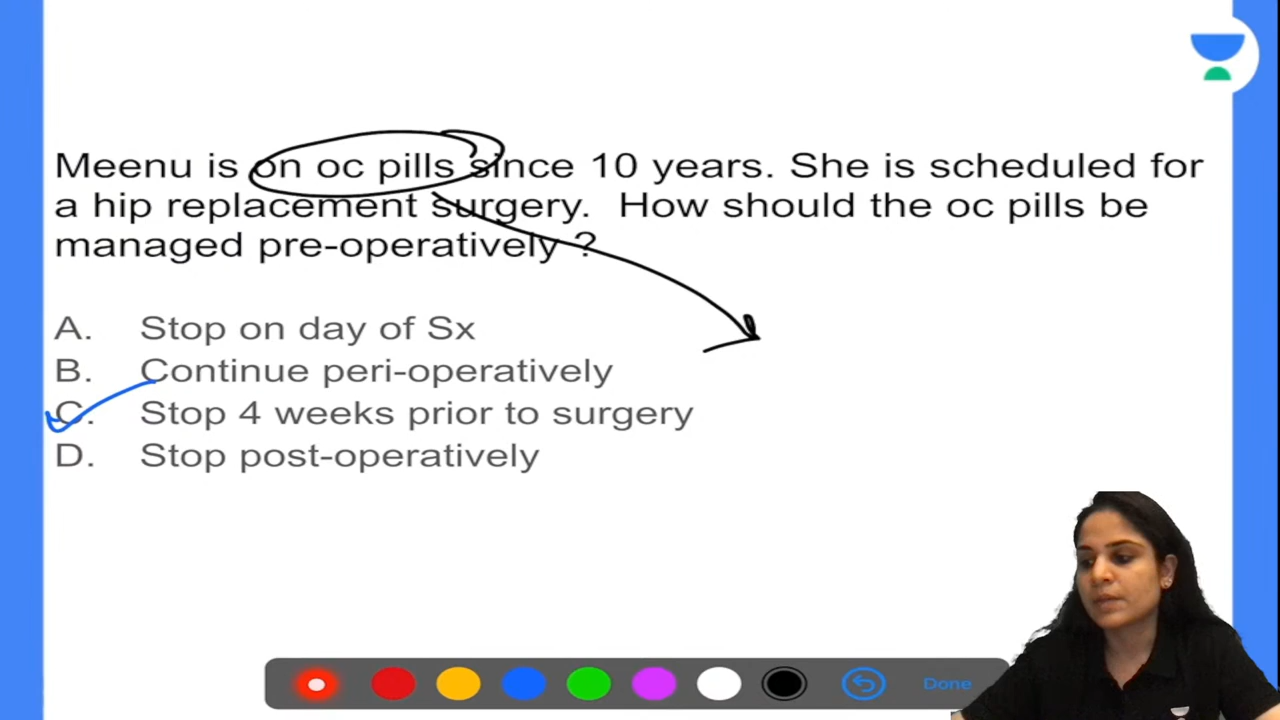 Meenu is on oc pills since 10 years. She is scheduled for
a hip replacement surgery. How should the oc pills be
managed pre-operatively ?
A. Stop on day of Sx
B. Continue peri-operatively
C. Stop 4 weeks prior to surgery
D. Stop post-operatively
Done